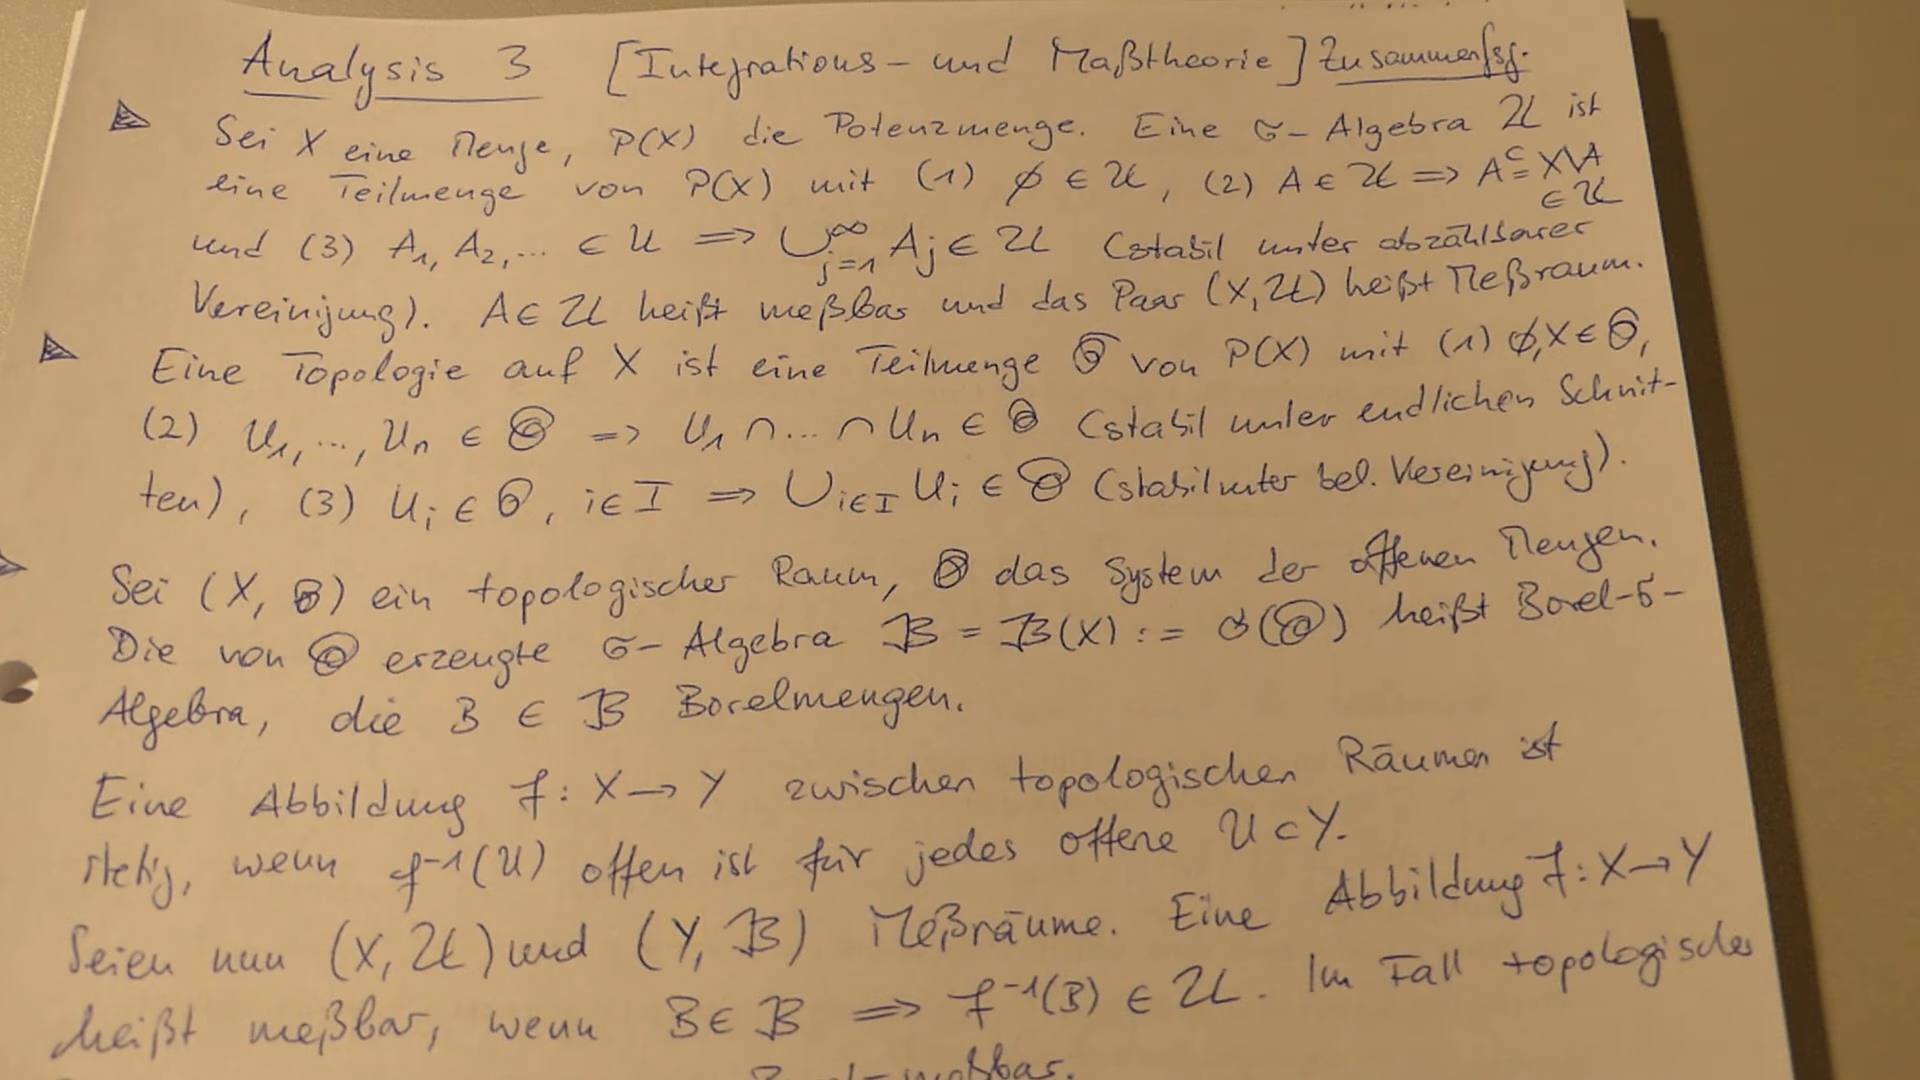 Analysis 3 [Integrations- und Maßtheorie] Zusammenfsg.
Sei X eine Menge, P(X) die Potenzmenge. Eine σ-Algebra 𝔄 ist
eine Teilmenge von P(X) mit (1) ∅ ∈ 𝔄, (2) A ∈ 𝔄 ⇒ Aᶜ = X\A ∈ 𝔄
und (3) A₁, A₂, ... ∈ 𝔄 ⇒ ⋃_{j=1}^∞ Aj ∈ 𝔄 (stabil unter abzählbarer
Vereinigung). A ∈ 𝔄 heißt meßbar und das Paar (X, 𝔄) heißt Meßraum.
Eine Topologie auf X ist eine Teilmenge 𝒪 von P(X) mit (1) ∅, X ∈ 𝒪,
(2) U₁, ..., Uₙ ∈ 𝒪 ⇒ U₁ ∩ ... ∩ Uₙ ∈ 𝒪 (stabil unter endlichen Schnit-
ten), (3) Uᵢ ∈ 𝒪, i ∈ I ⇒ ⋃_{i∈I} Uᵢ ∈ 𝒪 (stabil unter bel. Vereinigung).
Sei (X, 𝒪) ein topologischer Raum, 𝒪 das System der offenen Mengen.
Die von 𝒪 erzeugte σ-Algebra 𝔅 = 𝔅(X) := σ(𝒪) heißt Borel-σ-
Algebra, die B ∈ 𝔅 Borelmengen.
Eine Abbildung f: X → Y zwischen topologischen Räumen ist
stetig, wenn f⁻¹(U) offen ist für jedes offene U ⊂ Y.
Seien nun (X, 𝔄) und (Y, 𝔅) Meßräume. Eine Abbildung f: X → Y
heißt meßbar, wenn B ∈ 𝔅 ⇒ f⁻¹(B) ∈ 𝔄. Im Fall topologischer
Borel-meßbar.